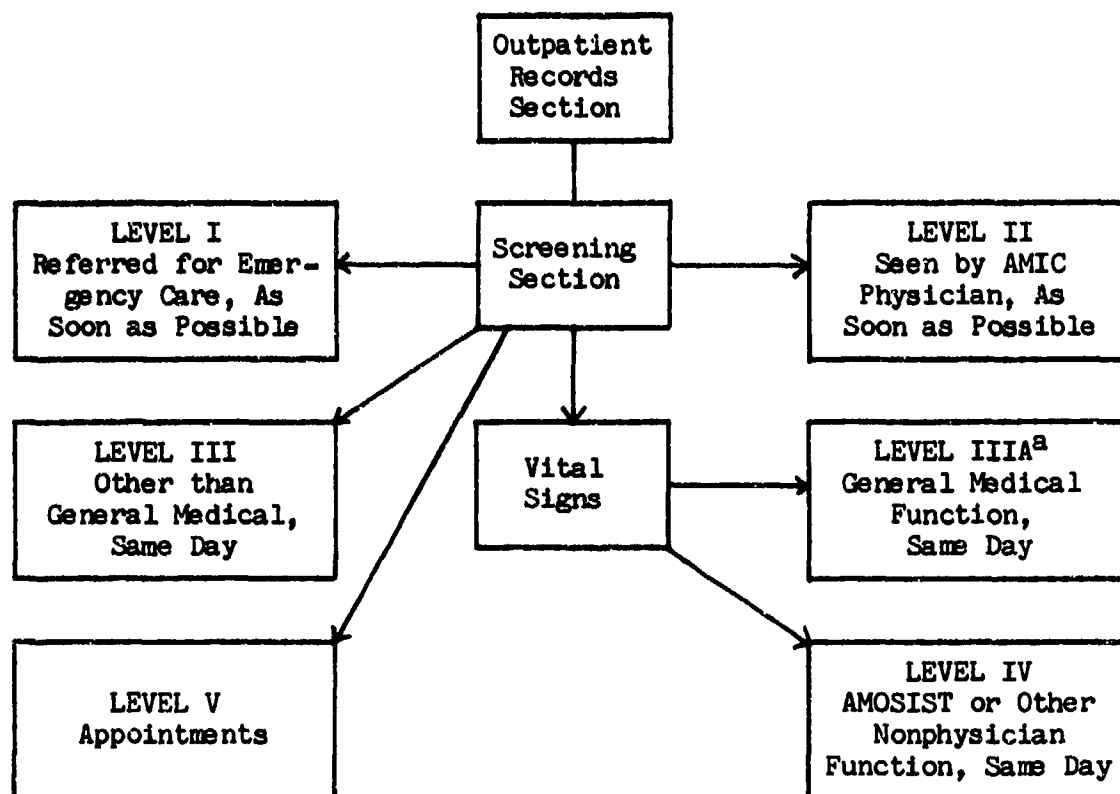 Outpatient
Records
Section
LEVEL I
Referred for Emer-
gency Care, As
Soon as Possible
Screening
Section
LEVEL II
Seen by AMIC
Physician, As
Soon as Possible
LEVEL III
Other than
General Medical,
Same Day
Vital
Signs
LEVEL IIIAa
General Medical
Function,
Same Day
LEVEL V
Appointments
LEVEL IV
AMOSIST or Other
Nonphysician
Function, Same Day